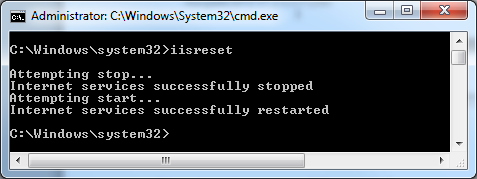 Administrator: C:\Windows\System32\cmd.exe
C:\Windows\system32>iisreset
Attempting stop...
Internet services successfully stopped
Attempting start...
Internet services successfully restarted
C:\Windows\system32>